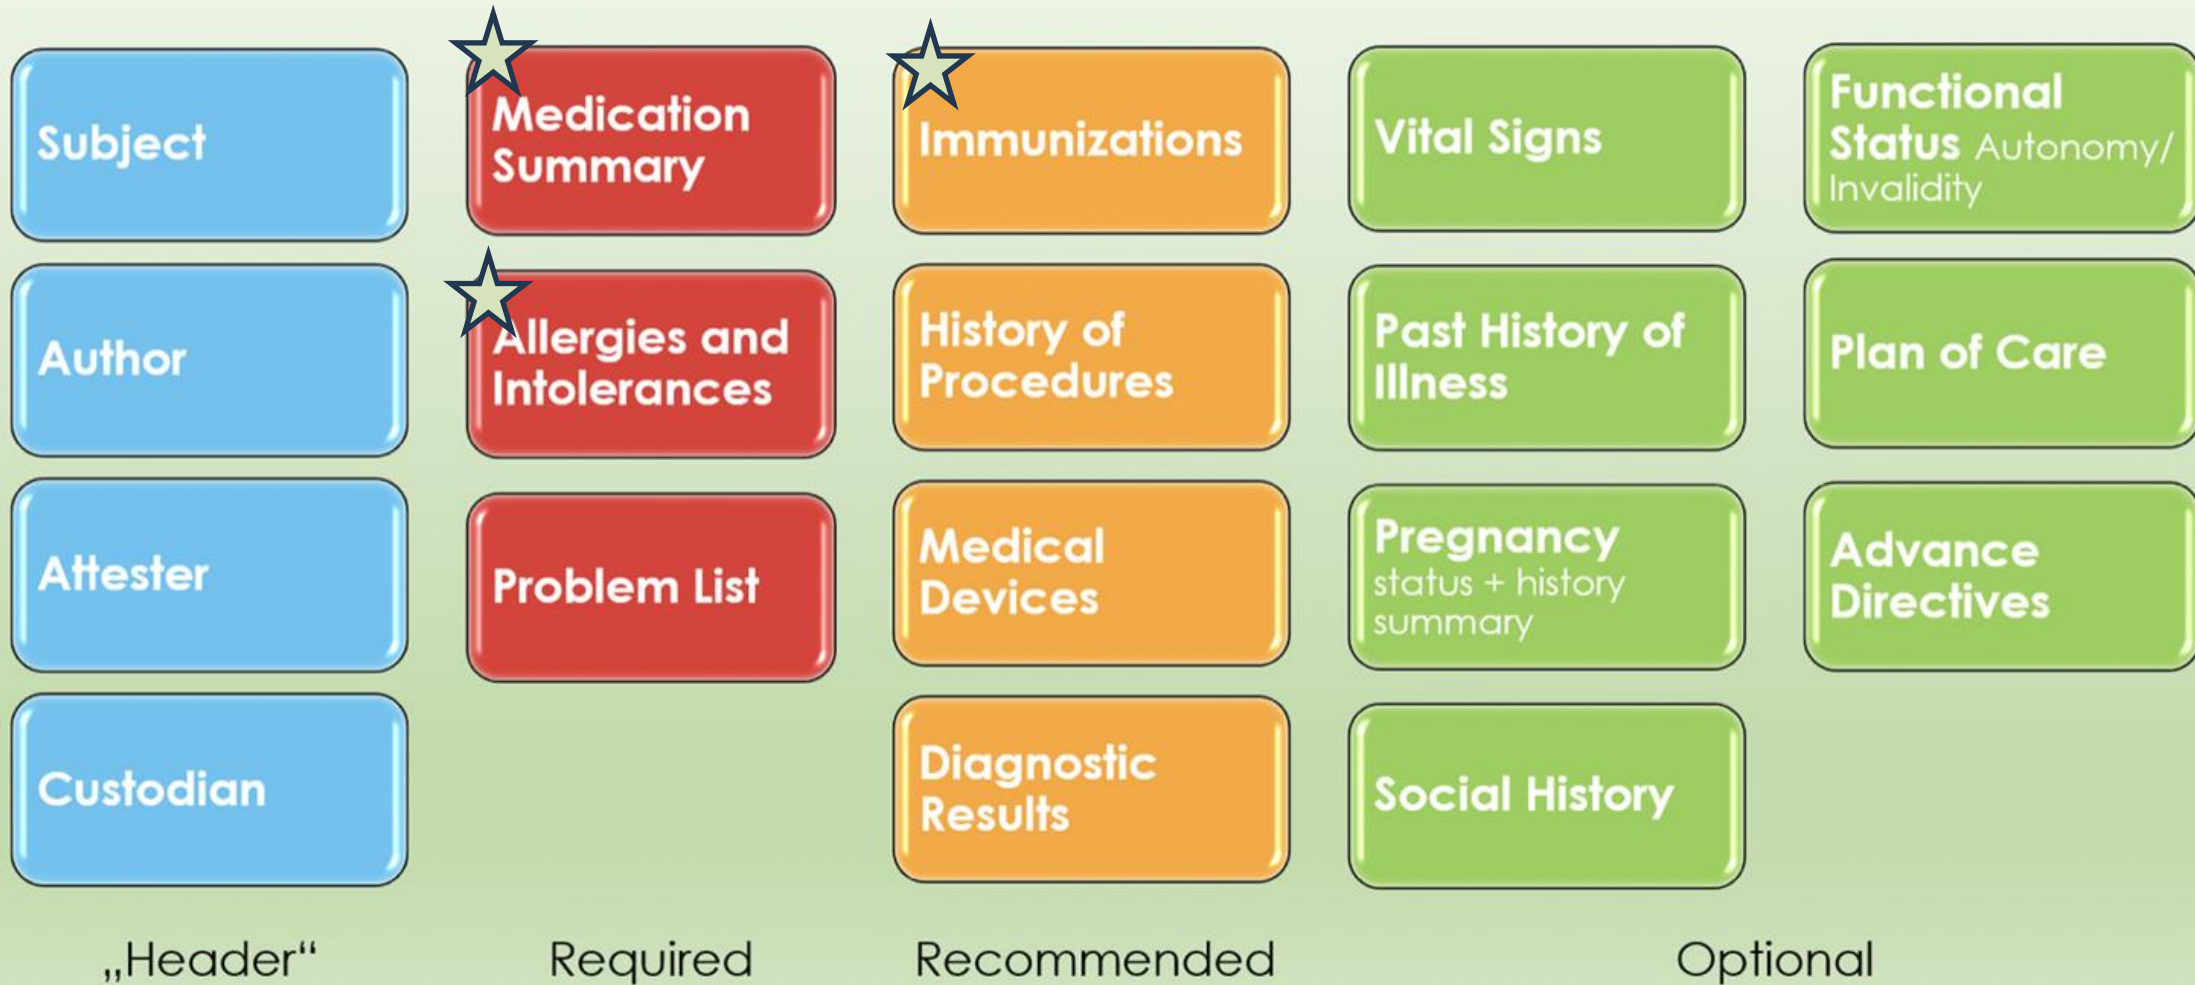 Subject
Author
Attester
Custodian
„Header“
Medication
Summary
Allergies and
Intolerances
Problem List
Required
Immunizations
History of
Procedures
Medical
Devices
Diagnostic
Results
Recommended
Vital Signs
Past History of
Illness
Pregnancy
status + history
summary
Social History
Functional
Status Autonomy/
Invalidity
Plan of Care
Advance
Directives
Optional